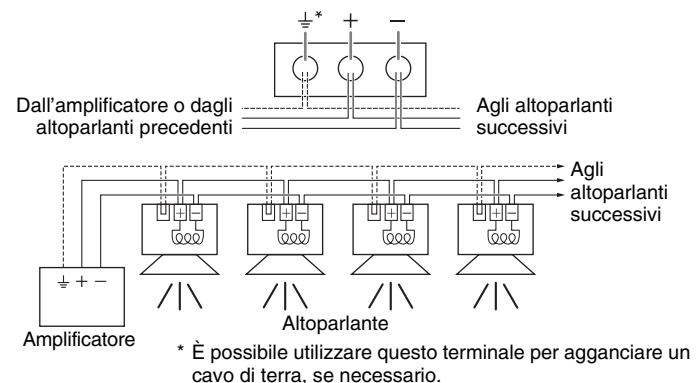 ⏚* + −
Dall'amplificatore o dagli
altoparlanti precedenti
Agli altoparlanti
successivi
Agli
altoparlanti
successivi
+ − + − + − + −
⏚ + −
Amplificatore
Altoparlante
* È possibile utilizzare questo terminale per agganciare un
cavo di terra, se necessario.